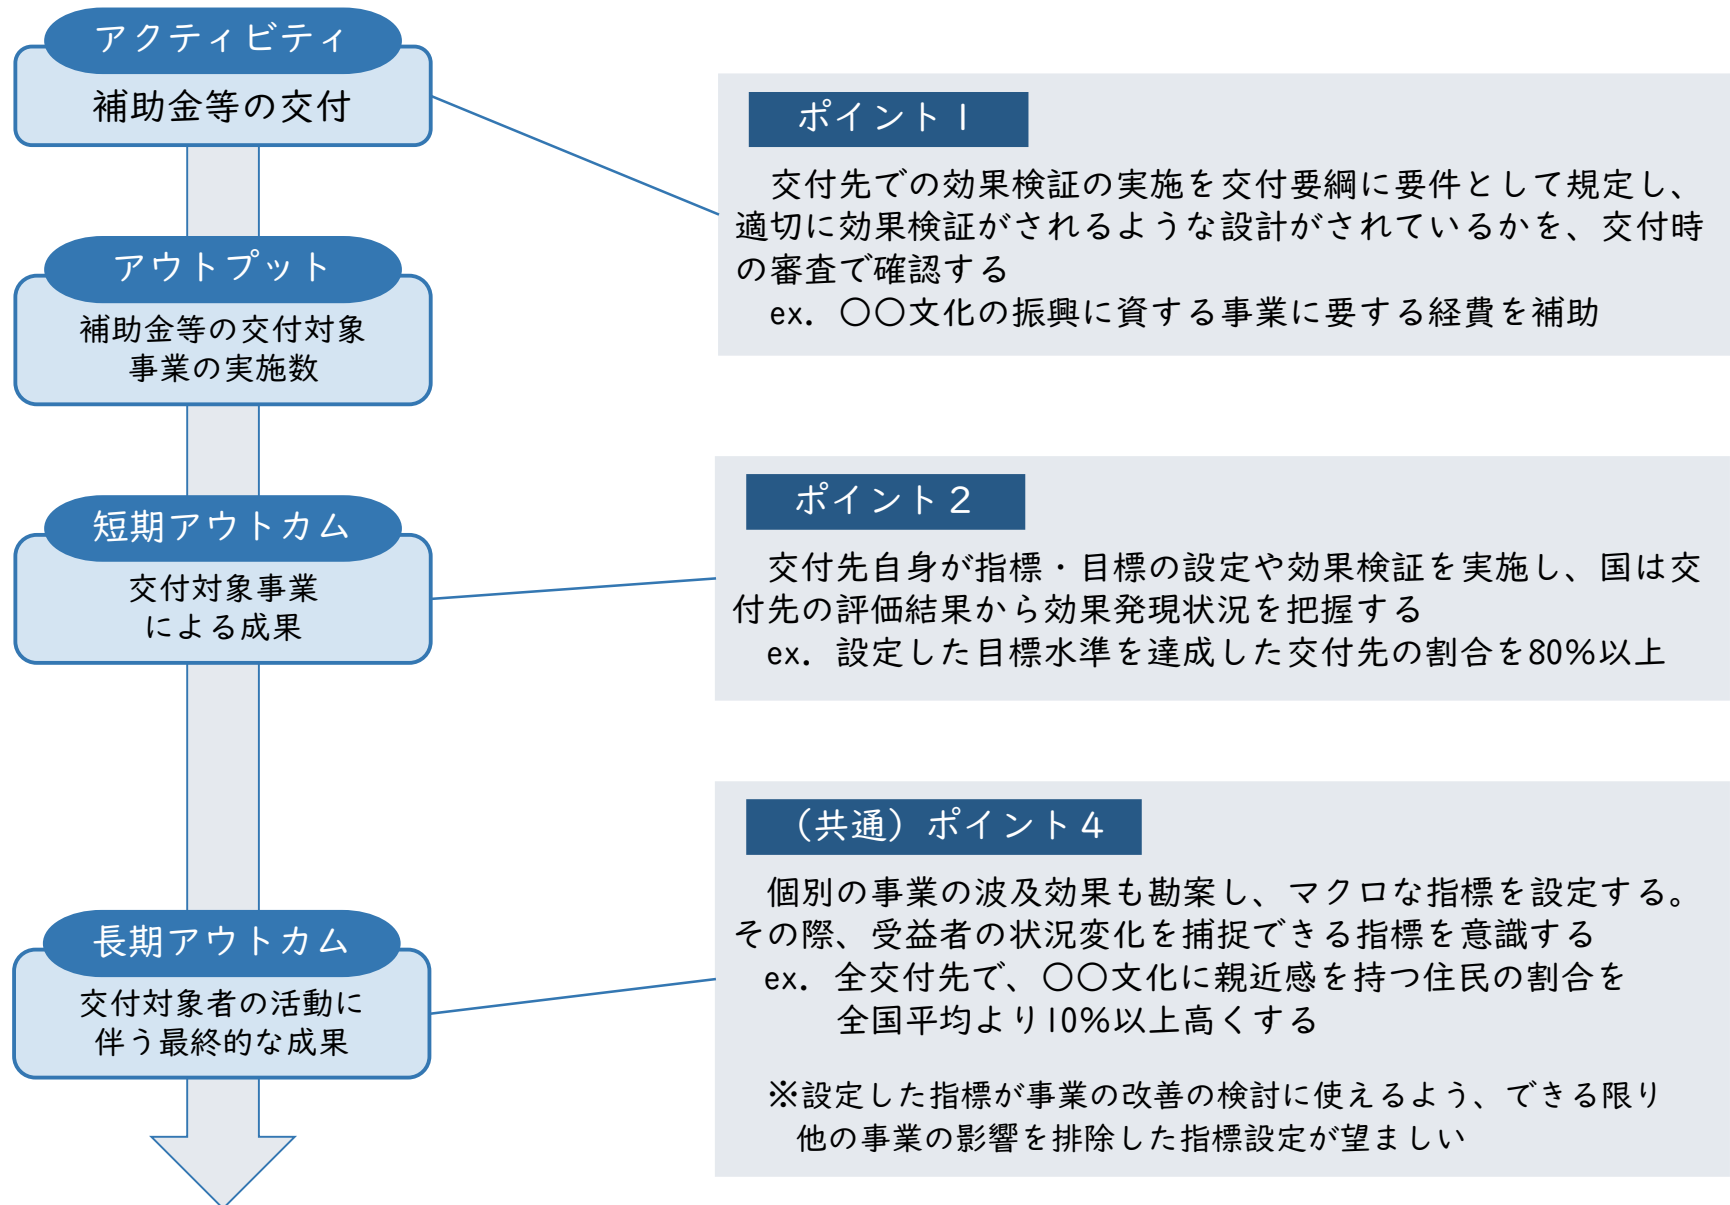 アクティビティ
補助金等の交付
アウトプット
補助金等の交付対象
事業の実施数
短期アウトカム
交付対象事業
による成果
長期アウトカム
交付対象者の活動に
伴う最終的な成果
ポイント1
交付先での効果検証の実施を交付要綱に要件として規定し、
適切に効果検証がされるような設計がされているかを、交付時
の審査で確認する
ex. 〇〇文化の振興に資する事業に要する経費を補助
ポイント2
交付先自身が指標・目標の設定や効果検証を実施し、国は交
付先の評価結果から効果発現状況を把握する
ex. 設定した目標水準を達成した交付先の割合を80%以上
（共通）ポイント4
個別の事業の波及効果も勘案し、マクロな指標を設定する。
その際、受益者の状況変化を捕捉できる指標を意識する
ex. 全交付先で、〇〇文化に親近感を持つ住民の割合を
全国平均より10%以上高くする
※設定した指標が事業の改善の検討に使えるよう、できる限り
他の事業の影響を排除した指標設定が望ましい